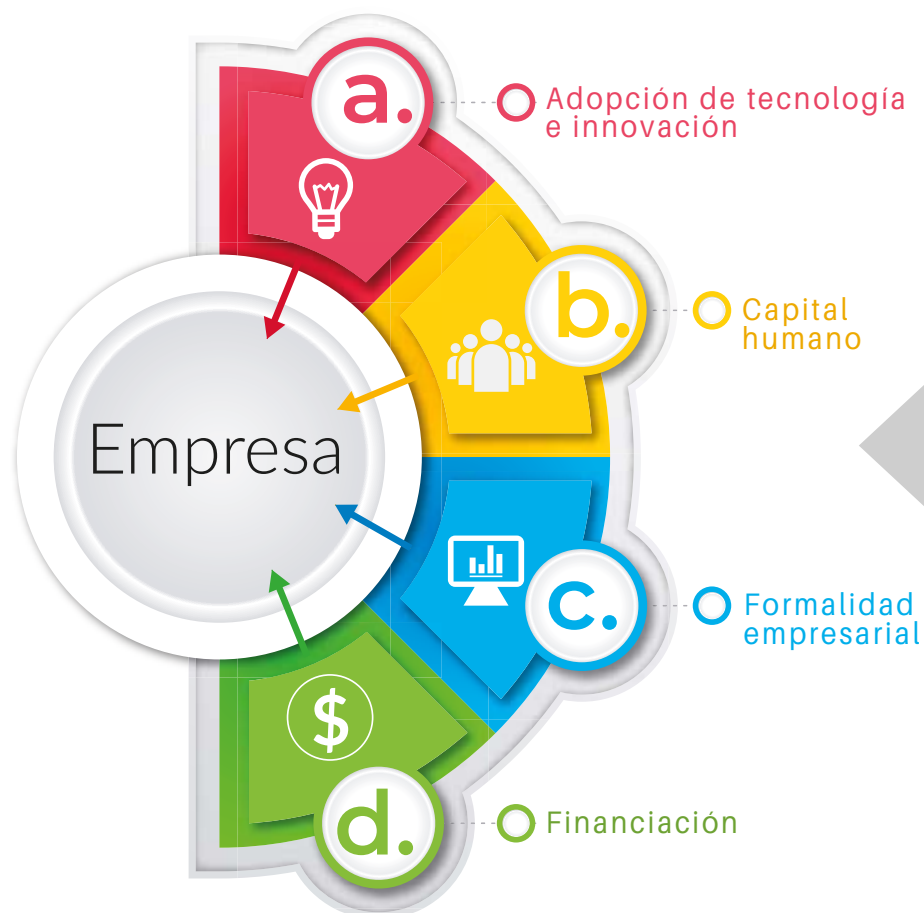 a.
Adopción de tecnología
e innovación
b.
Capital
humano
Empresa
c.
Formalidad
empresarial
$
d.
Financiación